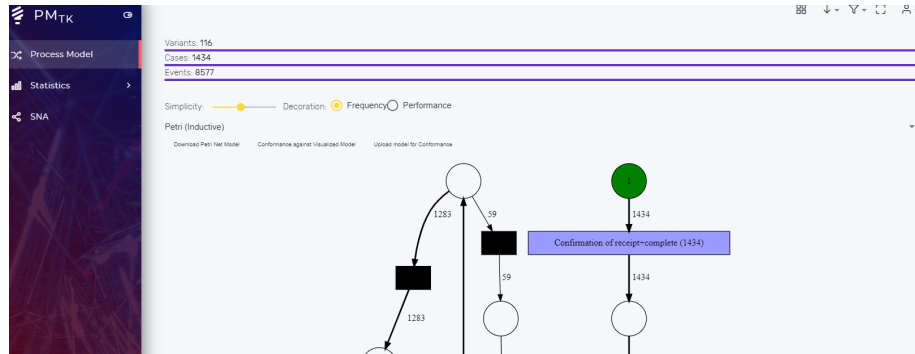 PMTK
Process Model
Statistics
SNA
Variants: 116
Cases: 1434
Events: 8577
Simplicity:
Decoration: Frequency Performance
Petri (Inductive)
Download Petri Net Model Conformance against Visualized Model Upload model for Conformance
1
1283
59
1434
Confirmation of receipt+complete (1434)
59
1434
1283